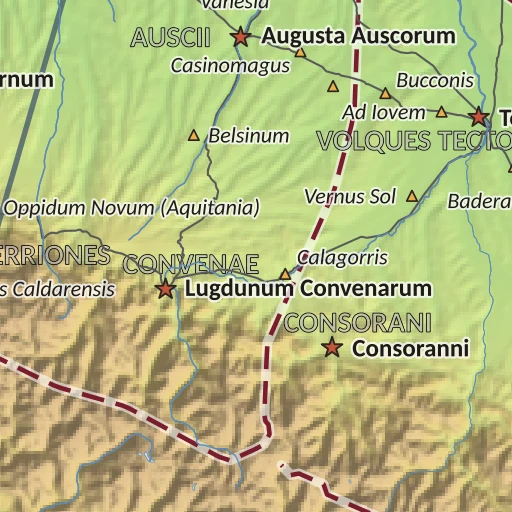 Vanesia
AUSCII
Augusta Auscorum
Casinomagus
rnum
Bucconis
Ad Iovem
To
Belsinum
VOLQUES TECTO
Vernus Sol
Badera
Oppidum Novum (Aquitania)
ERRIONES
CONVENAE
Calagorris
s Caldarensis
Lugdunum Convenarum
CONSORANI
Consoranni